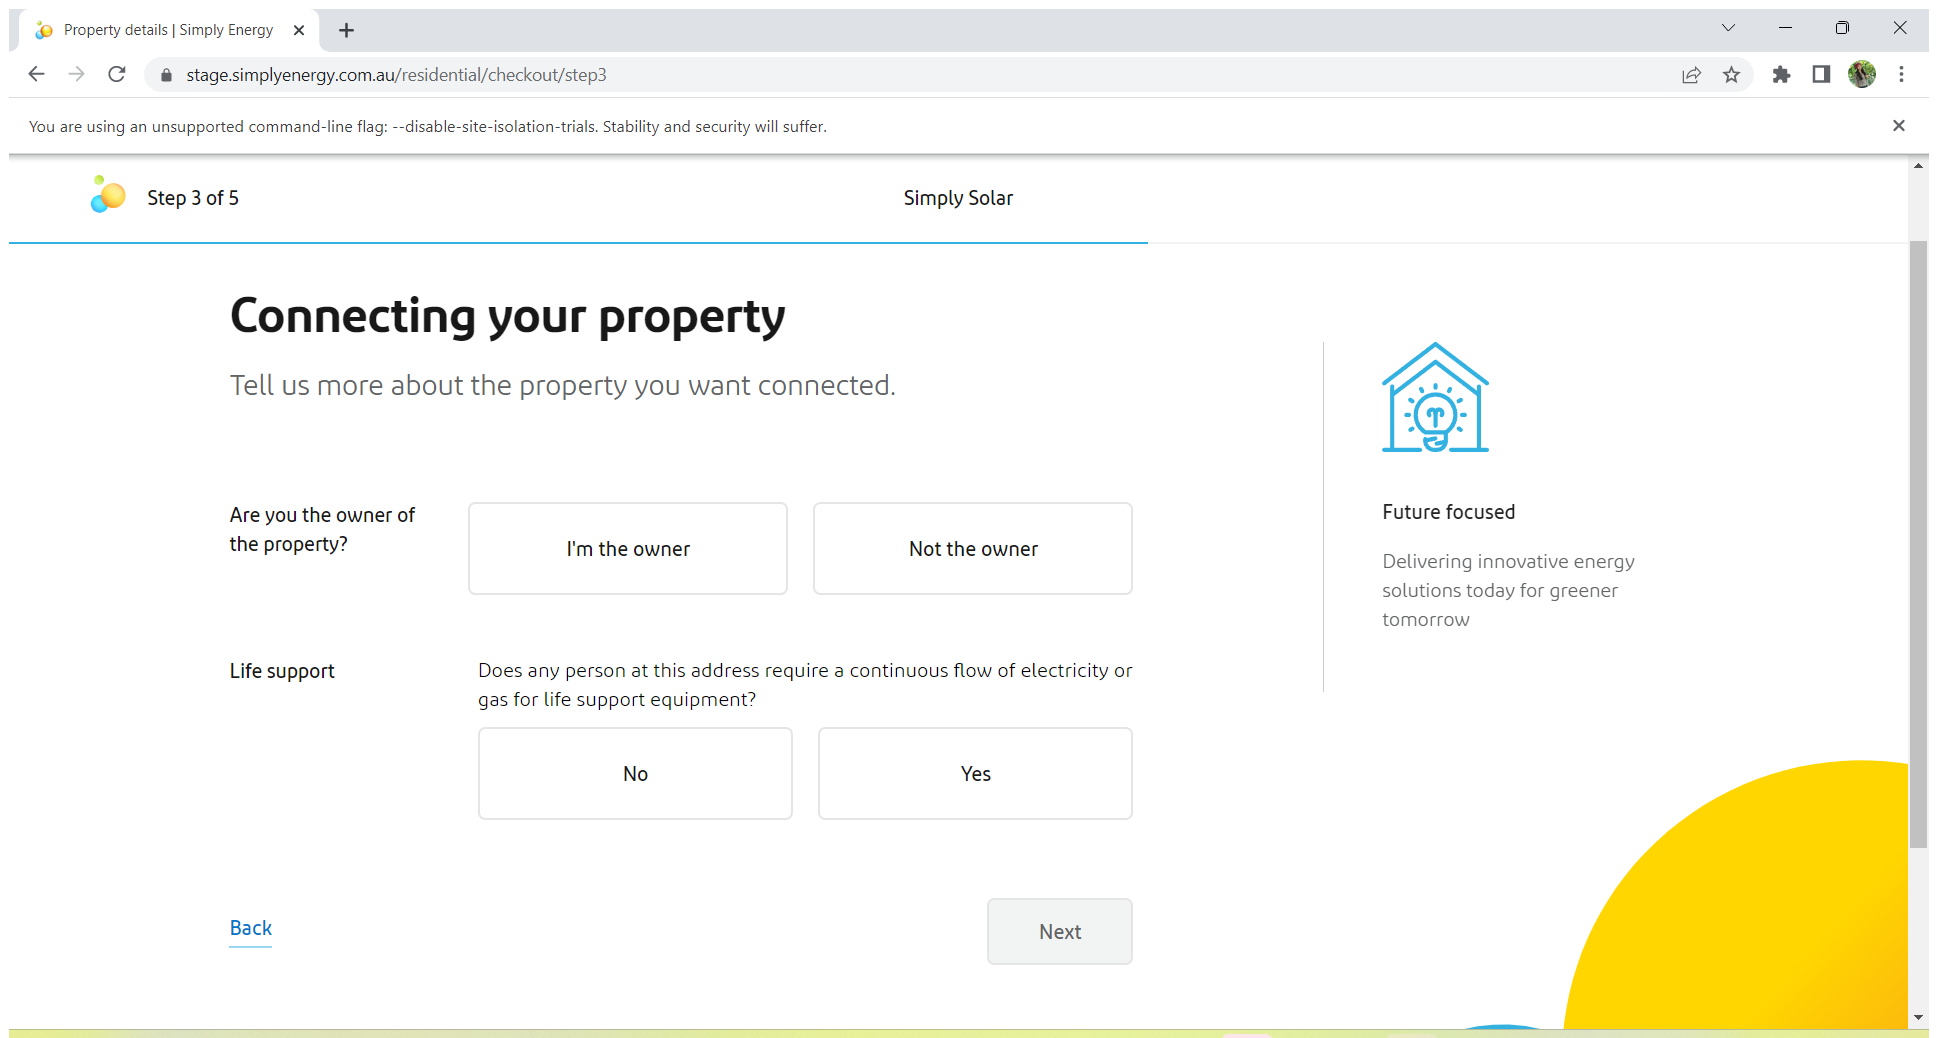 Property details | Simply Energy
stage.simplyenergy.com.au/residential/checkout/step3
You are using an unsupported command-line flag: --disable-site-isolation-trials. Stability and security will suffer.
Step 3 of 5
Simply Solar
Connecting your property
Tell us more about the property you want connected.
Are you the owner of
the property?
I'm the owner
Not the owner
Life support
Does any person at this address require a continuous flow of electricity or
gas for life support equipment?
No
Yes
Back
Next
Future focused
Delivering innovative energy
solutions today for greener
tomorrow